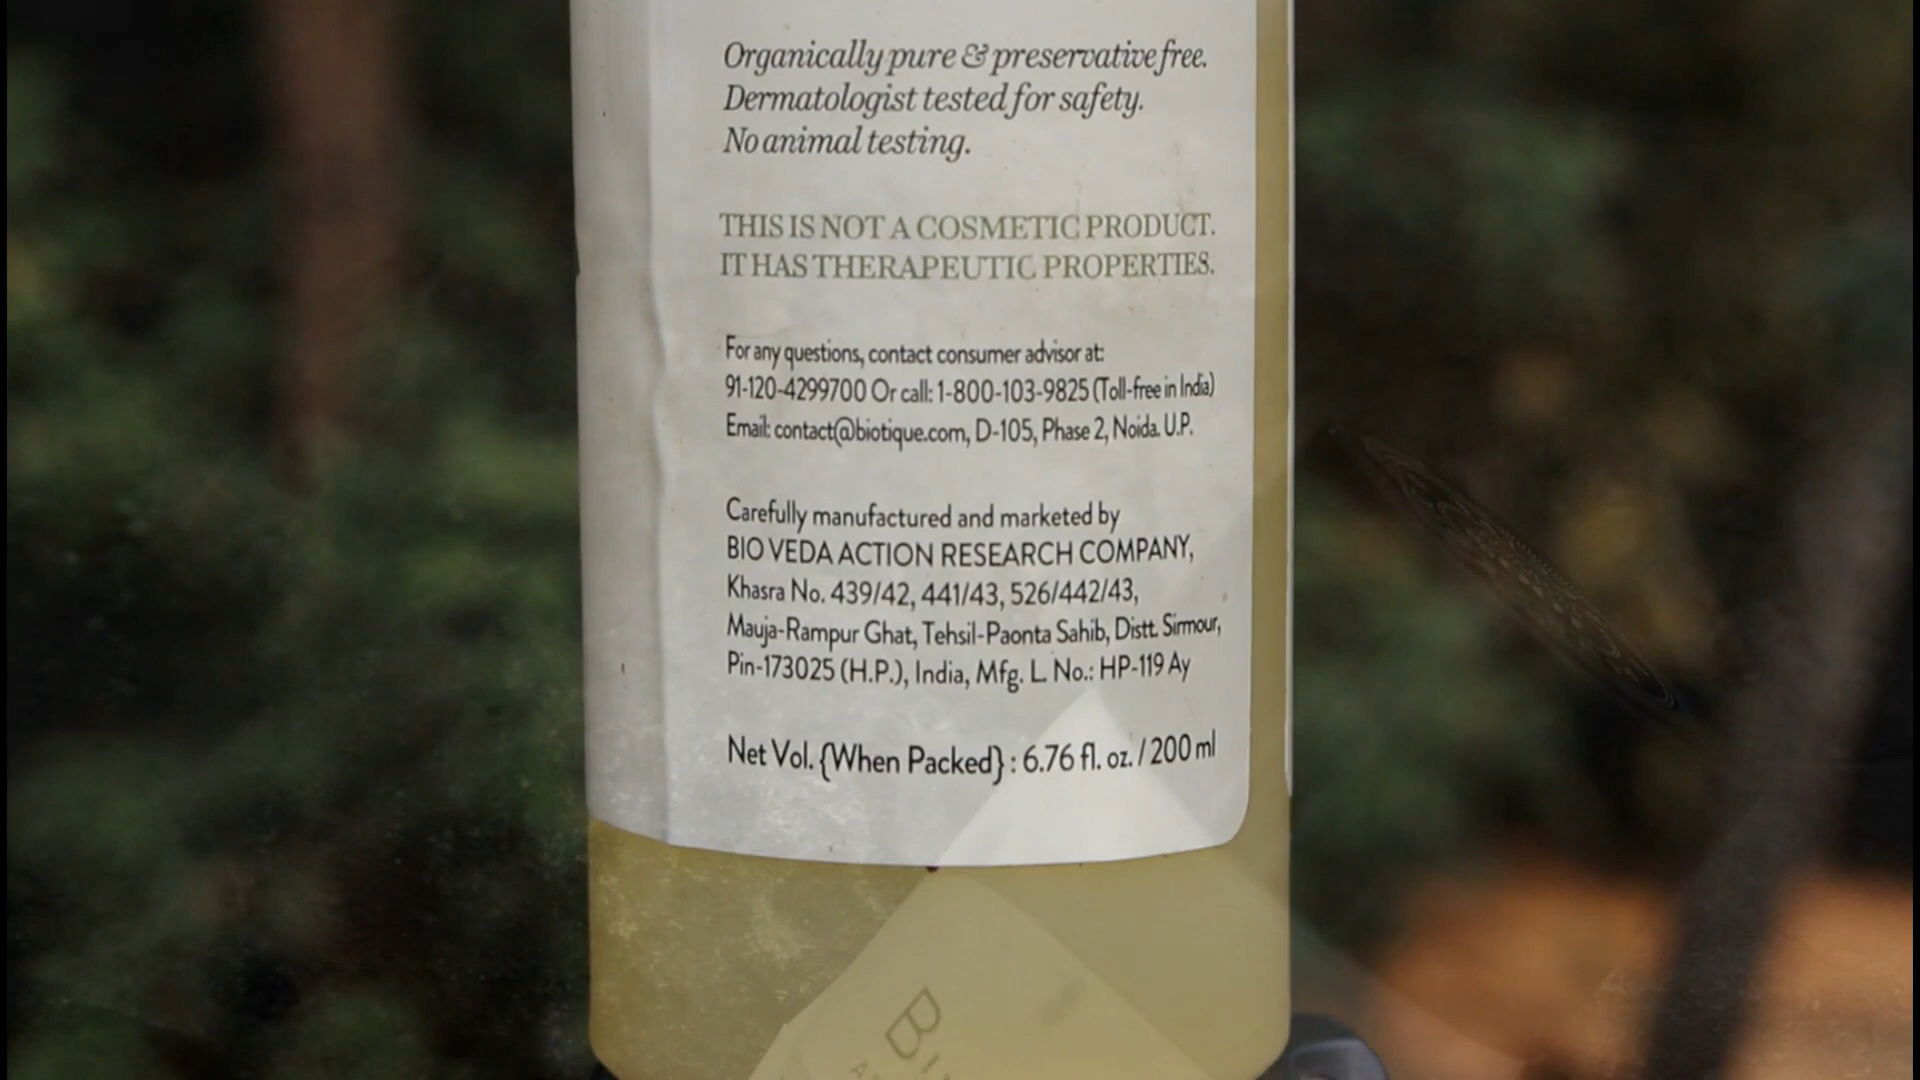 Organically pure & preservative free.
Dermatologist tested for safety.
No animal testing.
THIS IS NOT A COSMETIC PRODUCT.
IT HAS THERAPEUTIC PROPERTIES.
For any questions, contact consumer advisor at:
91-120-4299700 Or call: 1-800-103-9825 (Toll-free in India)
Email: contact@biotique.com, D-105, Phase 2, Noida. U.P.
Carefully manufactured and marketed by
BIO VEDA ACTION RESEARCH COMPANY,
Khasra No. 439/42, 441/43, 526/442/43,
Mauja-Rampur Ghat, Tehsil-Paonta Sahib, Distt. Sirmour,
Pin-173025 (H.P.), India, Mfg. L. No.: HP-119 Ay
Net Vol. {When Packed} : 6.76 fl. oz. / 200 ml